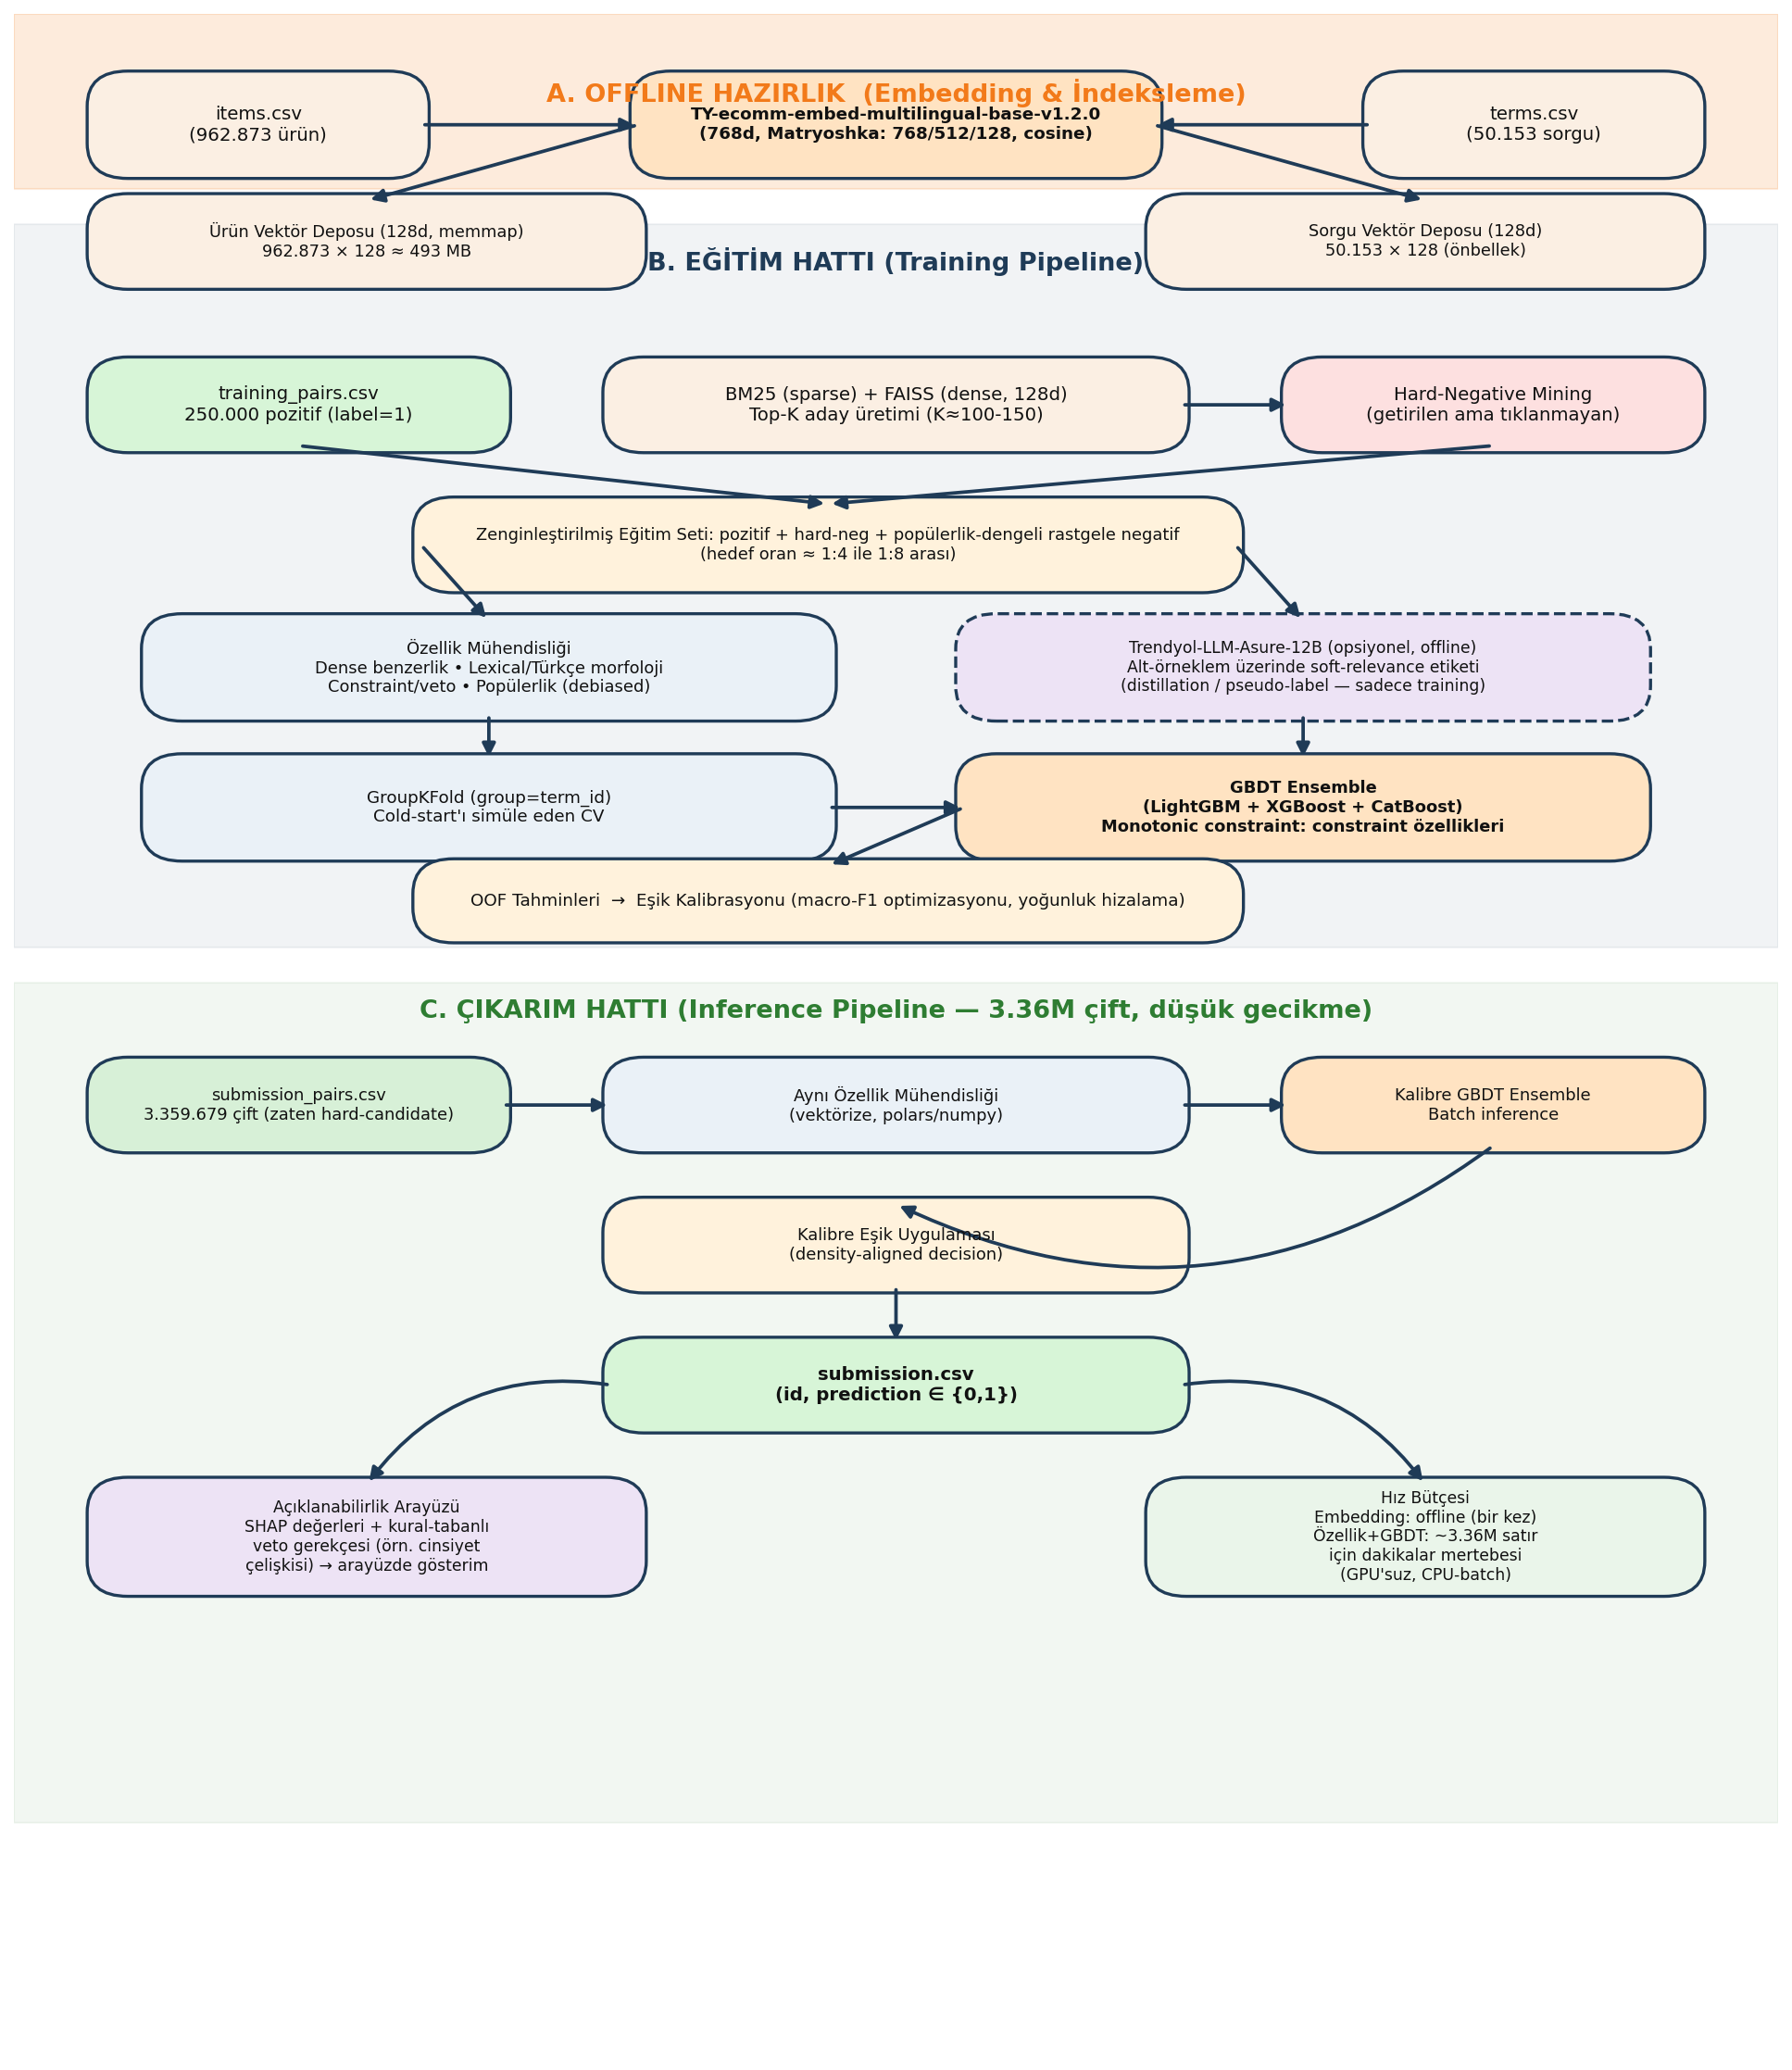 A. OFFLINE HAZIRLIK  (Embedding & İndeksleme)
items.csv
(962.873 ürün)
TY-ecomm-embed-multilingual-base-v1.2.0
(768d, Matryoshka: 768/512/128, cosine)
terms.csv
(50.153 sorgu)
Ürün Vektör Deposu (128d, memmap)
962.873 × 128 ≈ 493 MB
Sorgu Vektör Deposu (128d)
50.153 × 128 (önbellek)
B. EĞİTİM HATTI (Training Pipeline)
training_pairs.csv
250.000 pozitif (label=1)
BM25 (sparse) + FAISS (dense, 128d)
Top-K aday üretimi (K≈100-150)
Hard-Negative Mining
(getirilen ama tıklanmayan)
Zenginleştirilmiş Eğitim Seti: pozitif + hard-neg + popülerlik-dengeli rastgele negatif
(hedef oran ≈ 1:4 ile 1:8 arası)
Özellik Mühendisliği
Dense benzerlik • Lexical/Türkçe morfoloji
Constraint/veto • Popülerlik (debiased)
Trendyol-LLM-Asure-12B (opsiyonel, offline)
Alt-örneklem üzerinde soft-relevance etiketi
(distillation / pseudo-label — sadece training)
GroupKFold (group=term_id)
Cold-start'ı simüle eden CV
GBDT Ensemble
(LightGBM + XGBoost + CatBoost)
Monotonic constraint: constraint özellikleri
OOF Tahminleri → Eşik Kalibrasyonu (macro-F1 optimizasyonu, yoğunluk hizalama)
C. ÇIKARIM HATTI (Inference Pipeline — 3.36M çift, düşük gecikme)
submission_pairs.csv
3.359.679 çift (zaten hard-candidate)
Aynı Özellik Mühendisliği
(vektörize, polars/numpy)
Kalibre GBDT Ensemble
Batch inference
Kalibre Eşik Uygulaması
(density-aligned decision)
submission.csv
(id, prediction ∈ {0,1})
Açıklanabilirlik Arayüzü
SHAP değerleri + kural-tabanlı
veto gerekçesi (örn. cinsiyet
çelişkisi) → arayüzde gösterim
Hız Bütçesi
Embedding: offline (bir kez)
Özellik+GBDT: ~3.36M satır
için dakikalar mertebesi
(GPU'suz, CPU-batch)